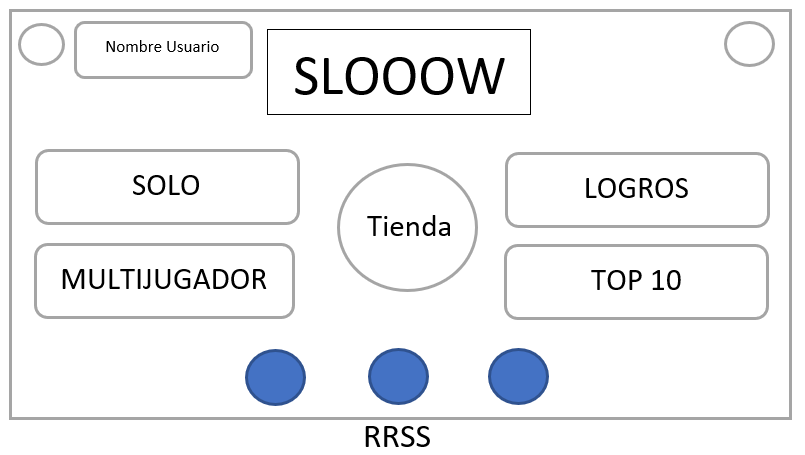 Nombre Usuario
SLOOOW
SOLO
LOGROS
Tienda
MULTIJUGADOR
TOP 10
RRSS